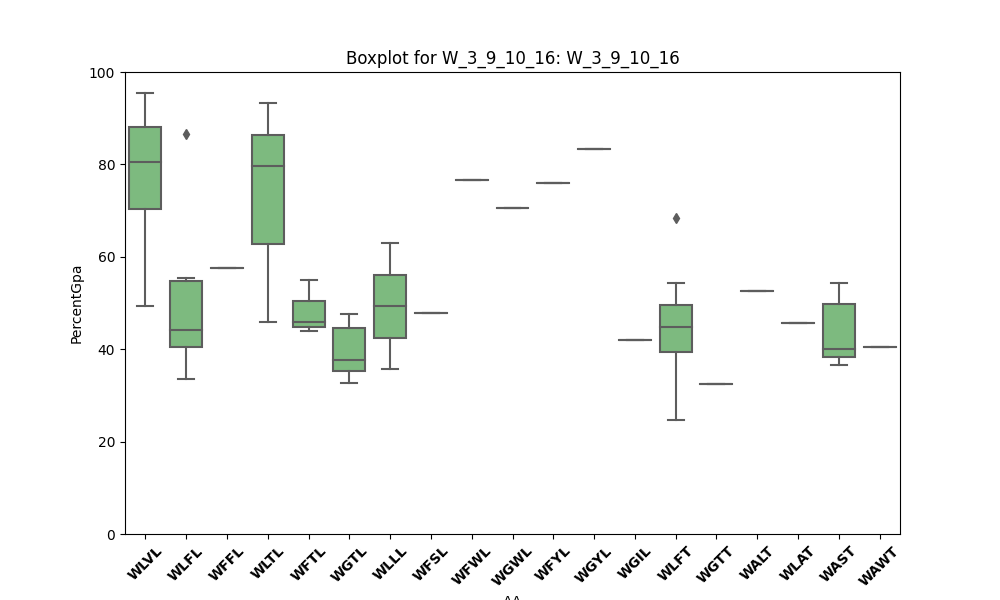 Boxplot for W_3_9_10_16: W_3_9_10_16
PercentGpa
100
80
60
40
20
0
WLVL
WLFL
WFFL
WLTL
WFTL
WGTL
WLLL
WFSL
WFWL
WGWL
WFYL
WGYL
WGIL
WLFT
WGTT
WALT
WLAT
WAST
WAWT